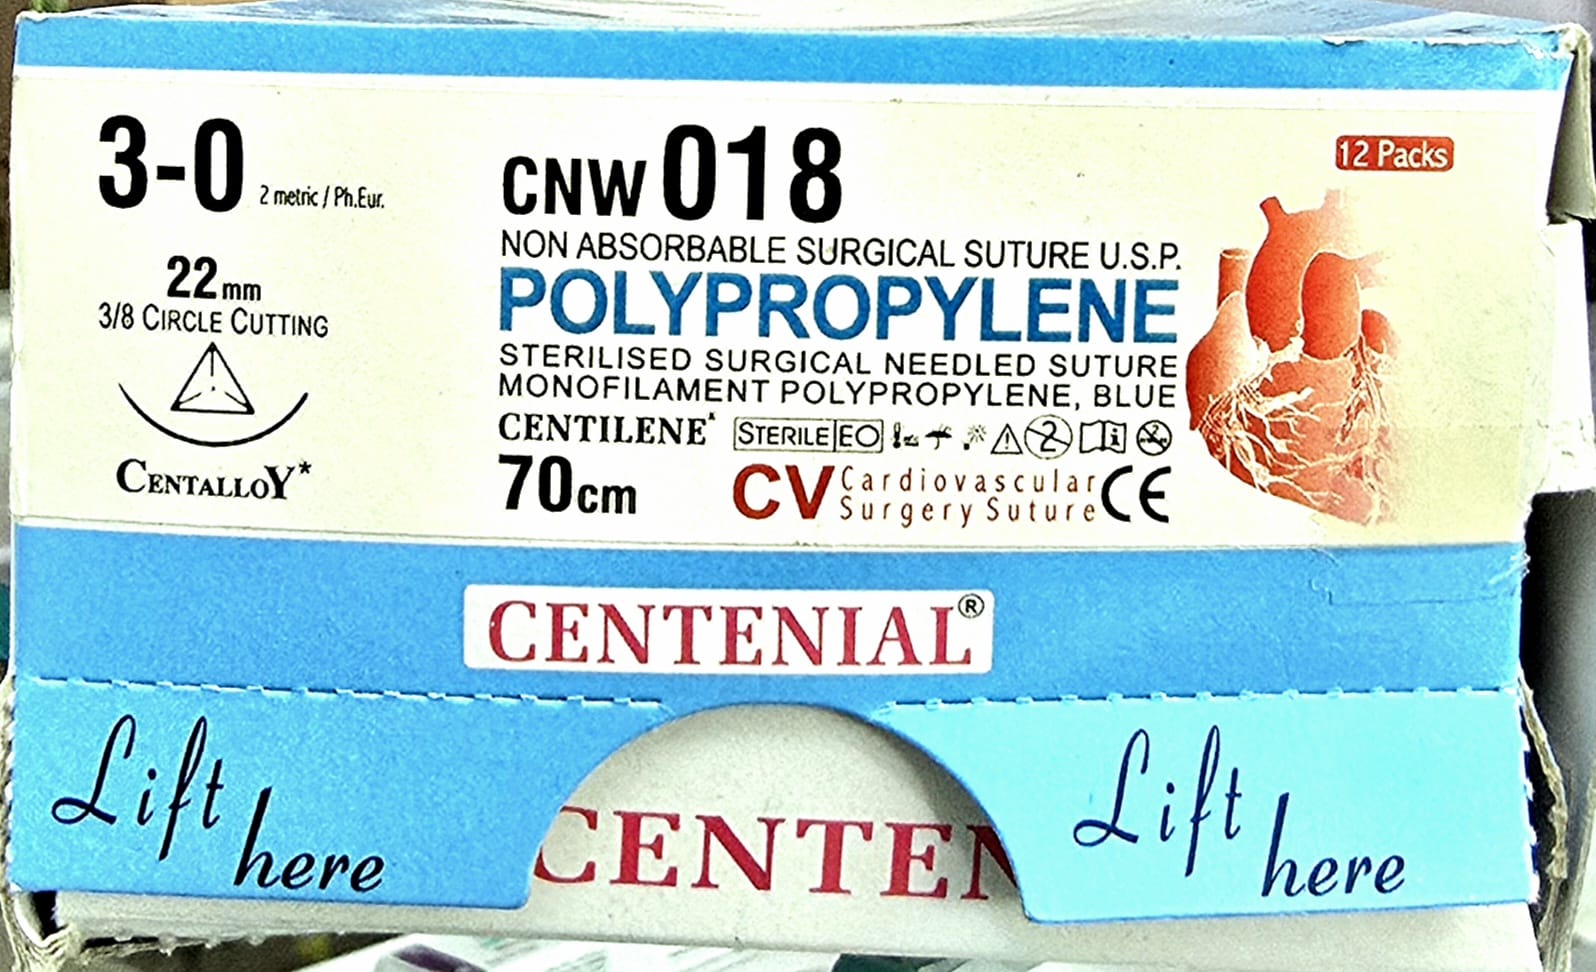 3-0 2 metric / Ph.Eur.
22mm
3/8 CIRCLE CUTTING
CENTALLOY*
CNW 018
NON ABSORBABLE SURGICAL SUTURE U.S.P.
POLYPROPYLENE
STERILISED SURGICAL NEEDLED SUTURE
MONOFILAMENT POLYPROPYLENE, BLUE
CENTILENE* STERILE EO 2 i
70cm CV Cardiovascular Surgery Suture CE
12 Packs
CENTENIAL®
Lift here
CENTEN
Lift here